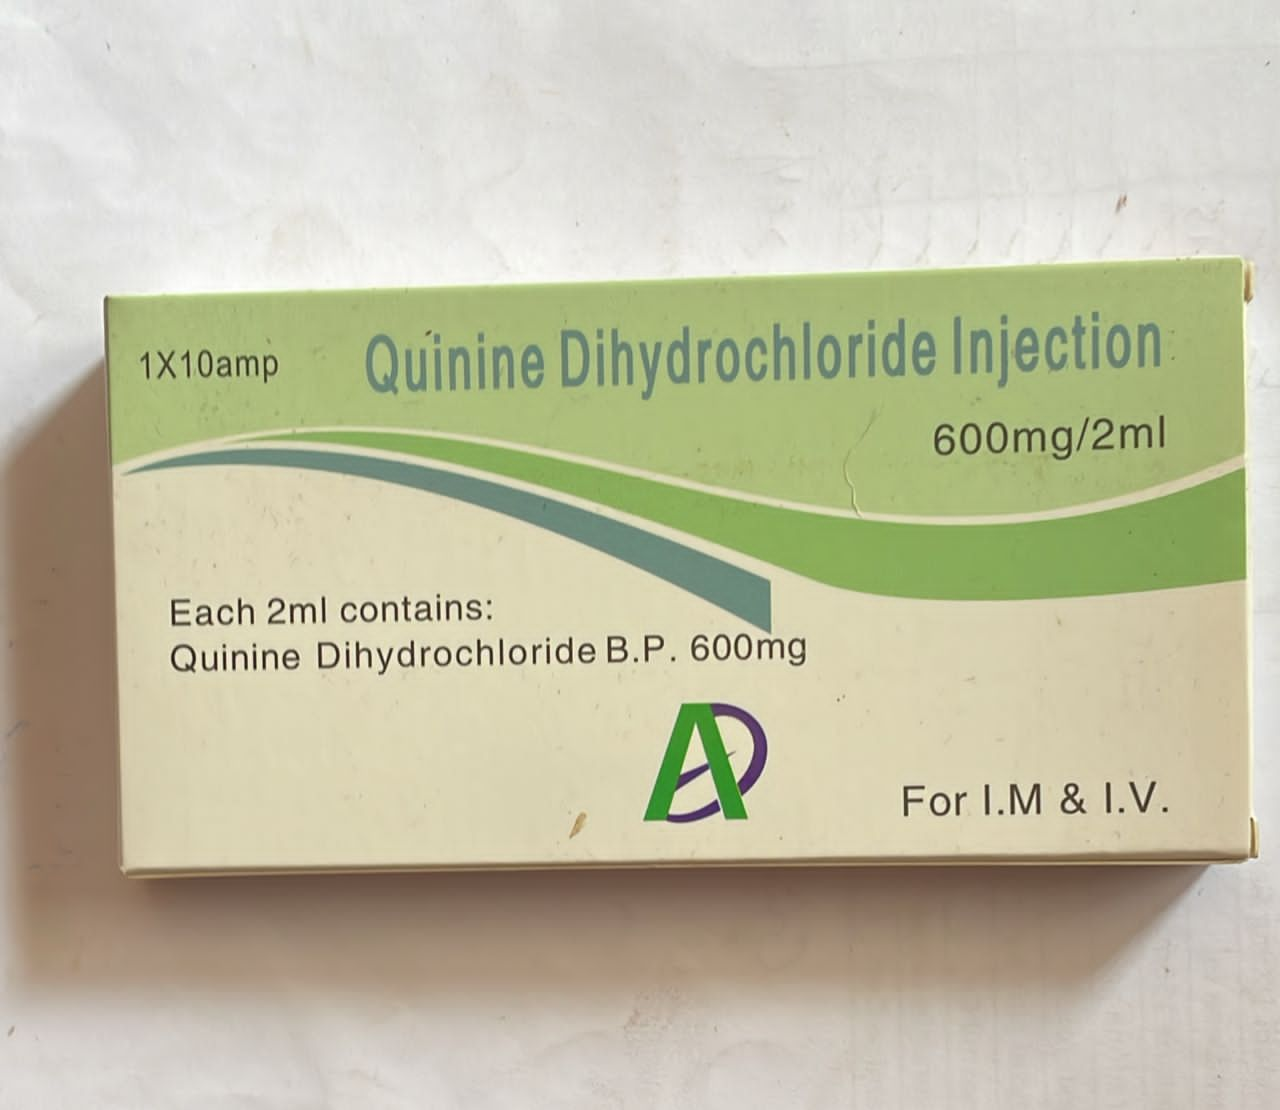 1X10amp
Quinine Dihydrochloride Injection
600mg/2ml
Each 2ml contains:
Quinine Dihydrochloride B.P. 600mg
For I.M & I.V.